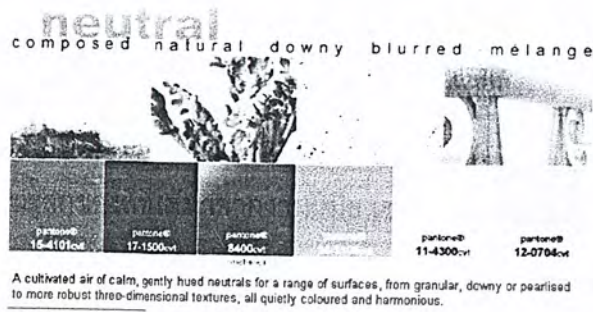 neutral
composed natural downy blurred mélange
pantone® pantone® pantone® pantone® pantone®
15-4101cvt 17-1500cvt 8400cvt 11-4300cvt 12-0704cvt
A cultivated air of calm, gently hued neutrals for a range of surfaces, from granular, downy or pearlised
to more robust three-dimensional textures, all quietly coloured and harmonious.